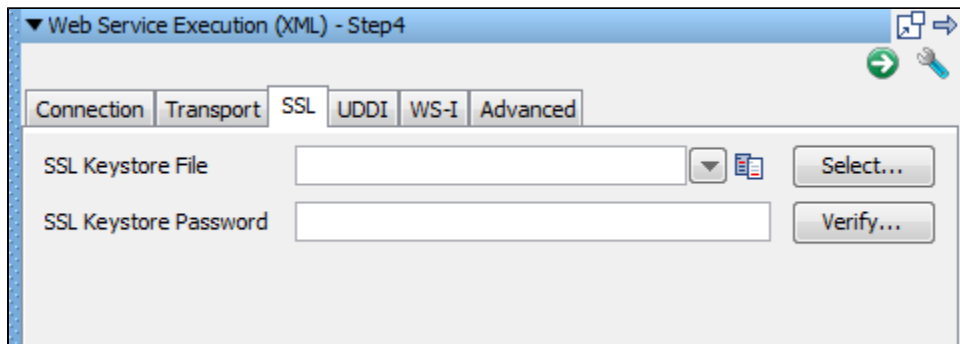 Web Service Execution (XML) - Step4
Connection Transport SSL UDDI WS-I Advanced
SSL Keystore File Select...
SSL Keystore Password Verify...